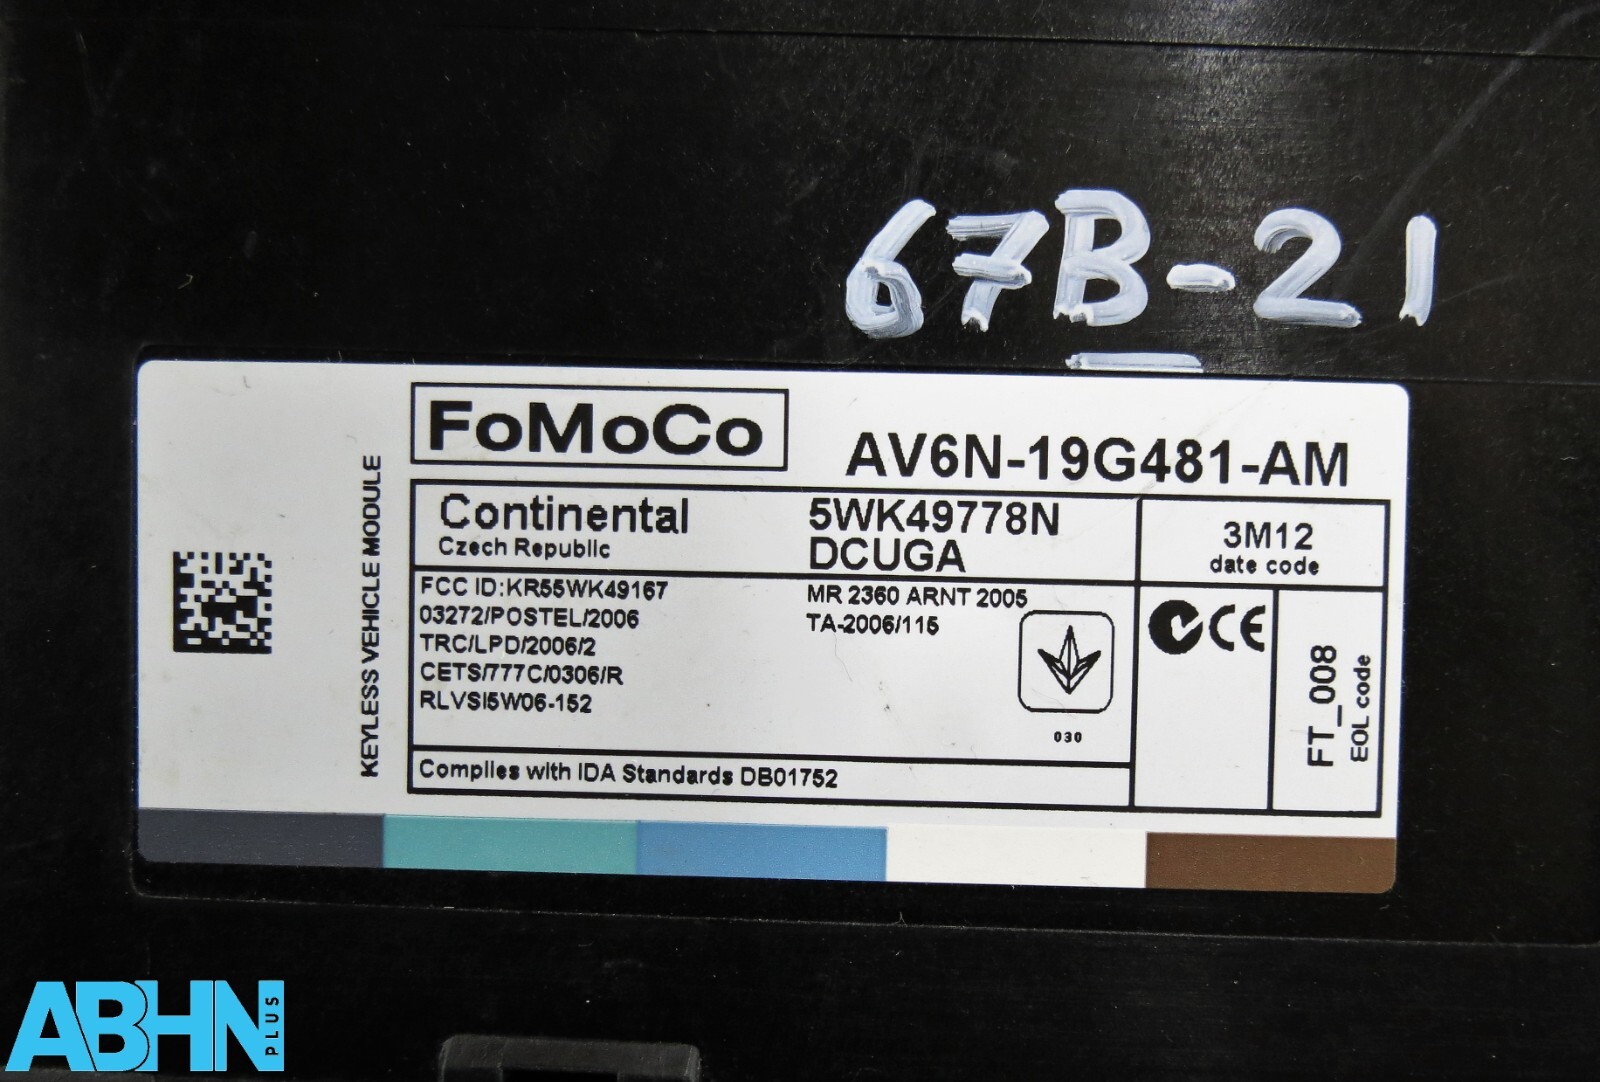 67B-21
FoMoCo
AV6N-19G481-AM
KEYLESS VEHICLE MODULE
Continental
Czech Republic
5WK49778N
DCUGA
3M12
date code
FCC ID:KR55WK49167
03272/POSTEL/2006
TRC/LPD/2006/2
CETS/777C/0306/R
RLVSI5W06-152
MR 2360 ARNT 2005
TA-2006/115
030
CE
FT_008
EOL code
Complies with IDA Standards DB01752
ABHN
PLUS